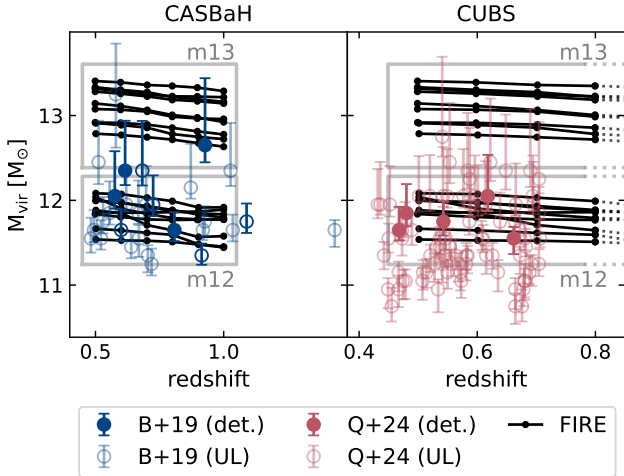 CASBaH
CUBS
m13
m13
13
12
11
M_vir [M_⊙]
m12
m12
0.5
1.0
0.4
0.6
0.8
redshift
redshift
B+19 (det.)
Q+24 (det.)
FIRE
B+19 (UL)
Q+24 (UL)